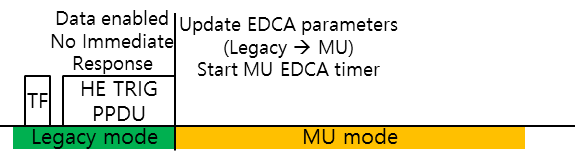 Data enabled
No Immediate
Response
Update EDCA parameters
(Legacy → MU)
Start MU EDCA timer
TF
HE TRIG
PPDU
Legacy mode
MU mode